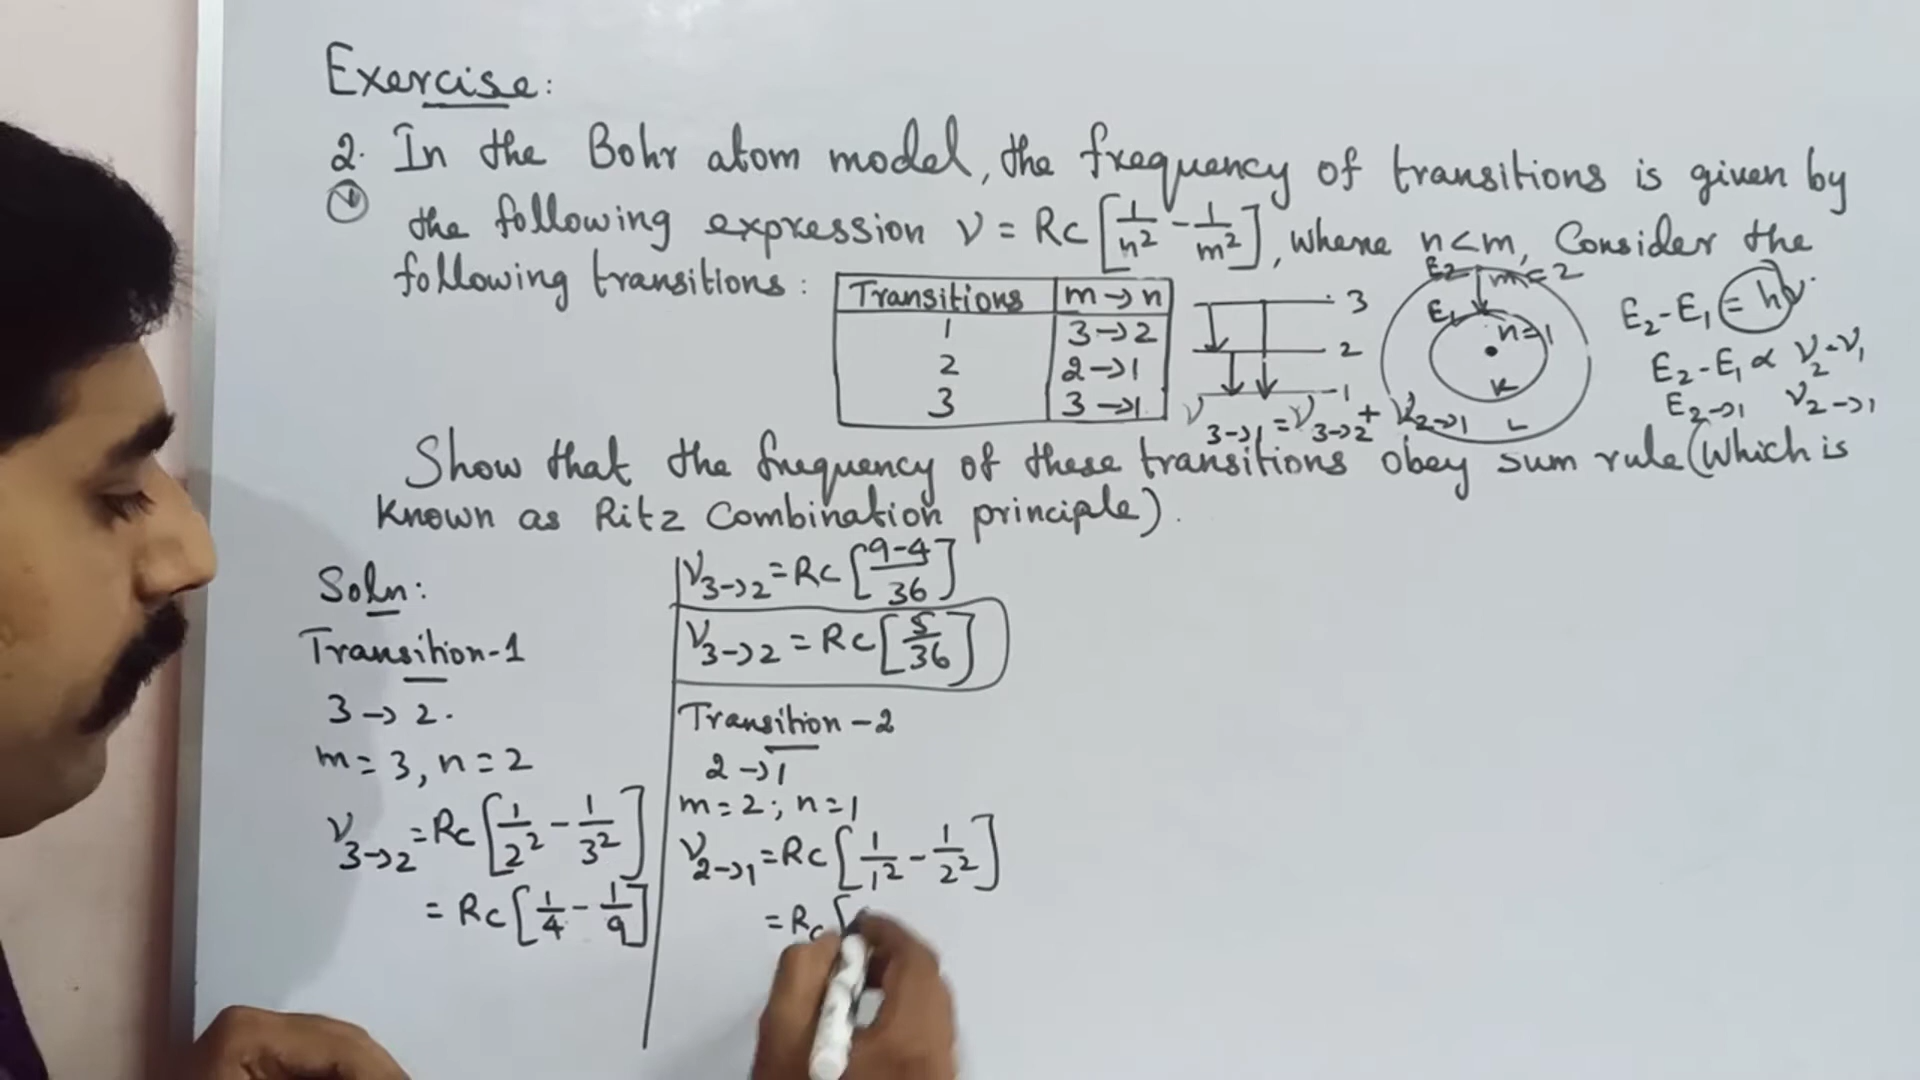 Exercise:
2. In the Bohr atom model, the frequency of transitions is given by
the following expression ν = Rc [1/n² - 1/m²], where n<m, Consider the
following transitions:
Transitions | m→n
1 | 3→2
2 | 2→1
3 | 3→1
3
2
1
ν3→1 = ν3→2 + ν2→1
E2 m=2
E1 n=1
K
L
E2-E1 = hν
E2-E1 ∝ ν2-ν1
E2→1 ν2→1
Show that the frequency of these transitions obey sum rule (Which is
Known as Ritz Combination principle).
Soln:
Transition-1
3→2.
m=3, n=2
ν3→2 = Rc [1/2² - 1/3²]
= Rc [1/4 - 1/9]
ν3→2 = Rc [9-4/36]
ν3→2 = Rc [5/36]
Transition-2
2→1
m=2; n=1
ν2→1 = Rc [1/1² - 1/2²]
= Rc [